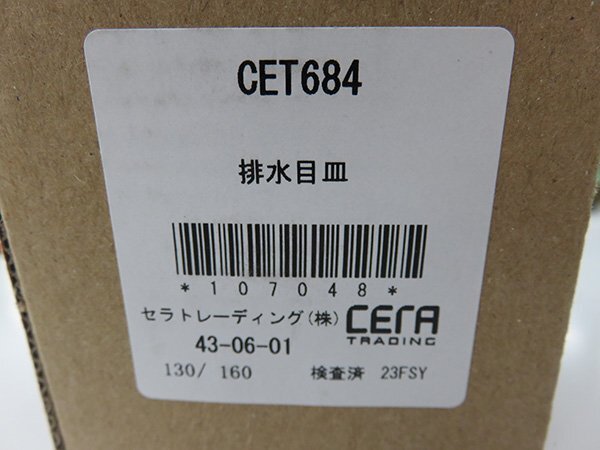 CET684
排水目皿
*107048*
セラトレーディング(株) CERA TRADING
43-06-01
130/ 160 検査済 23FSY